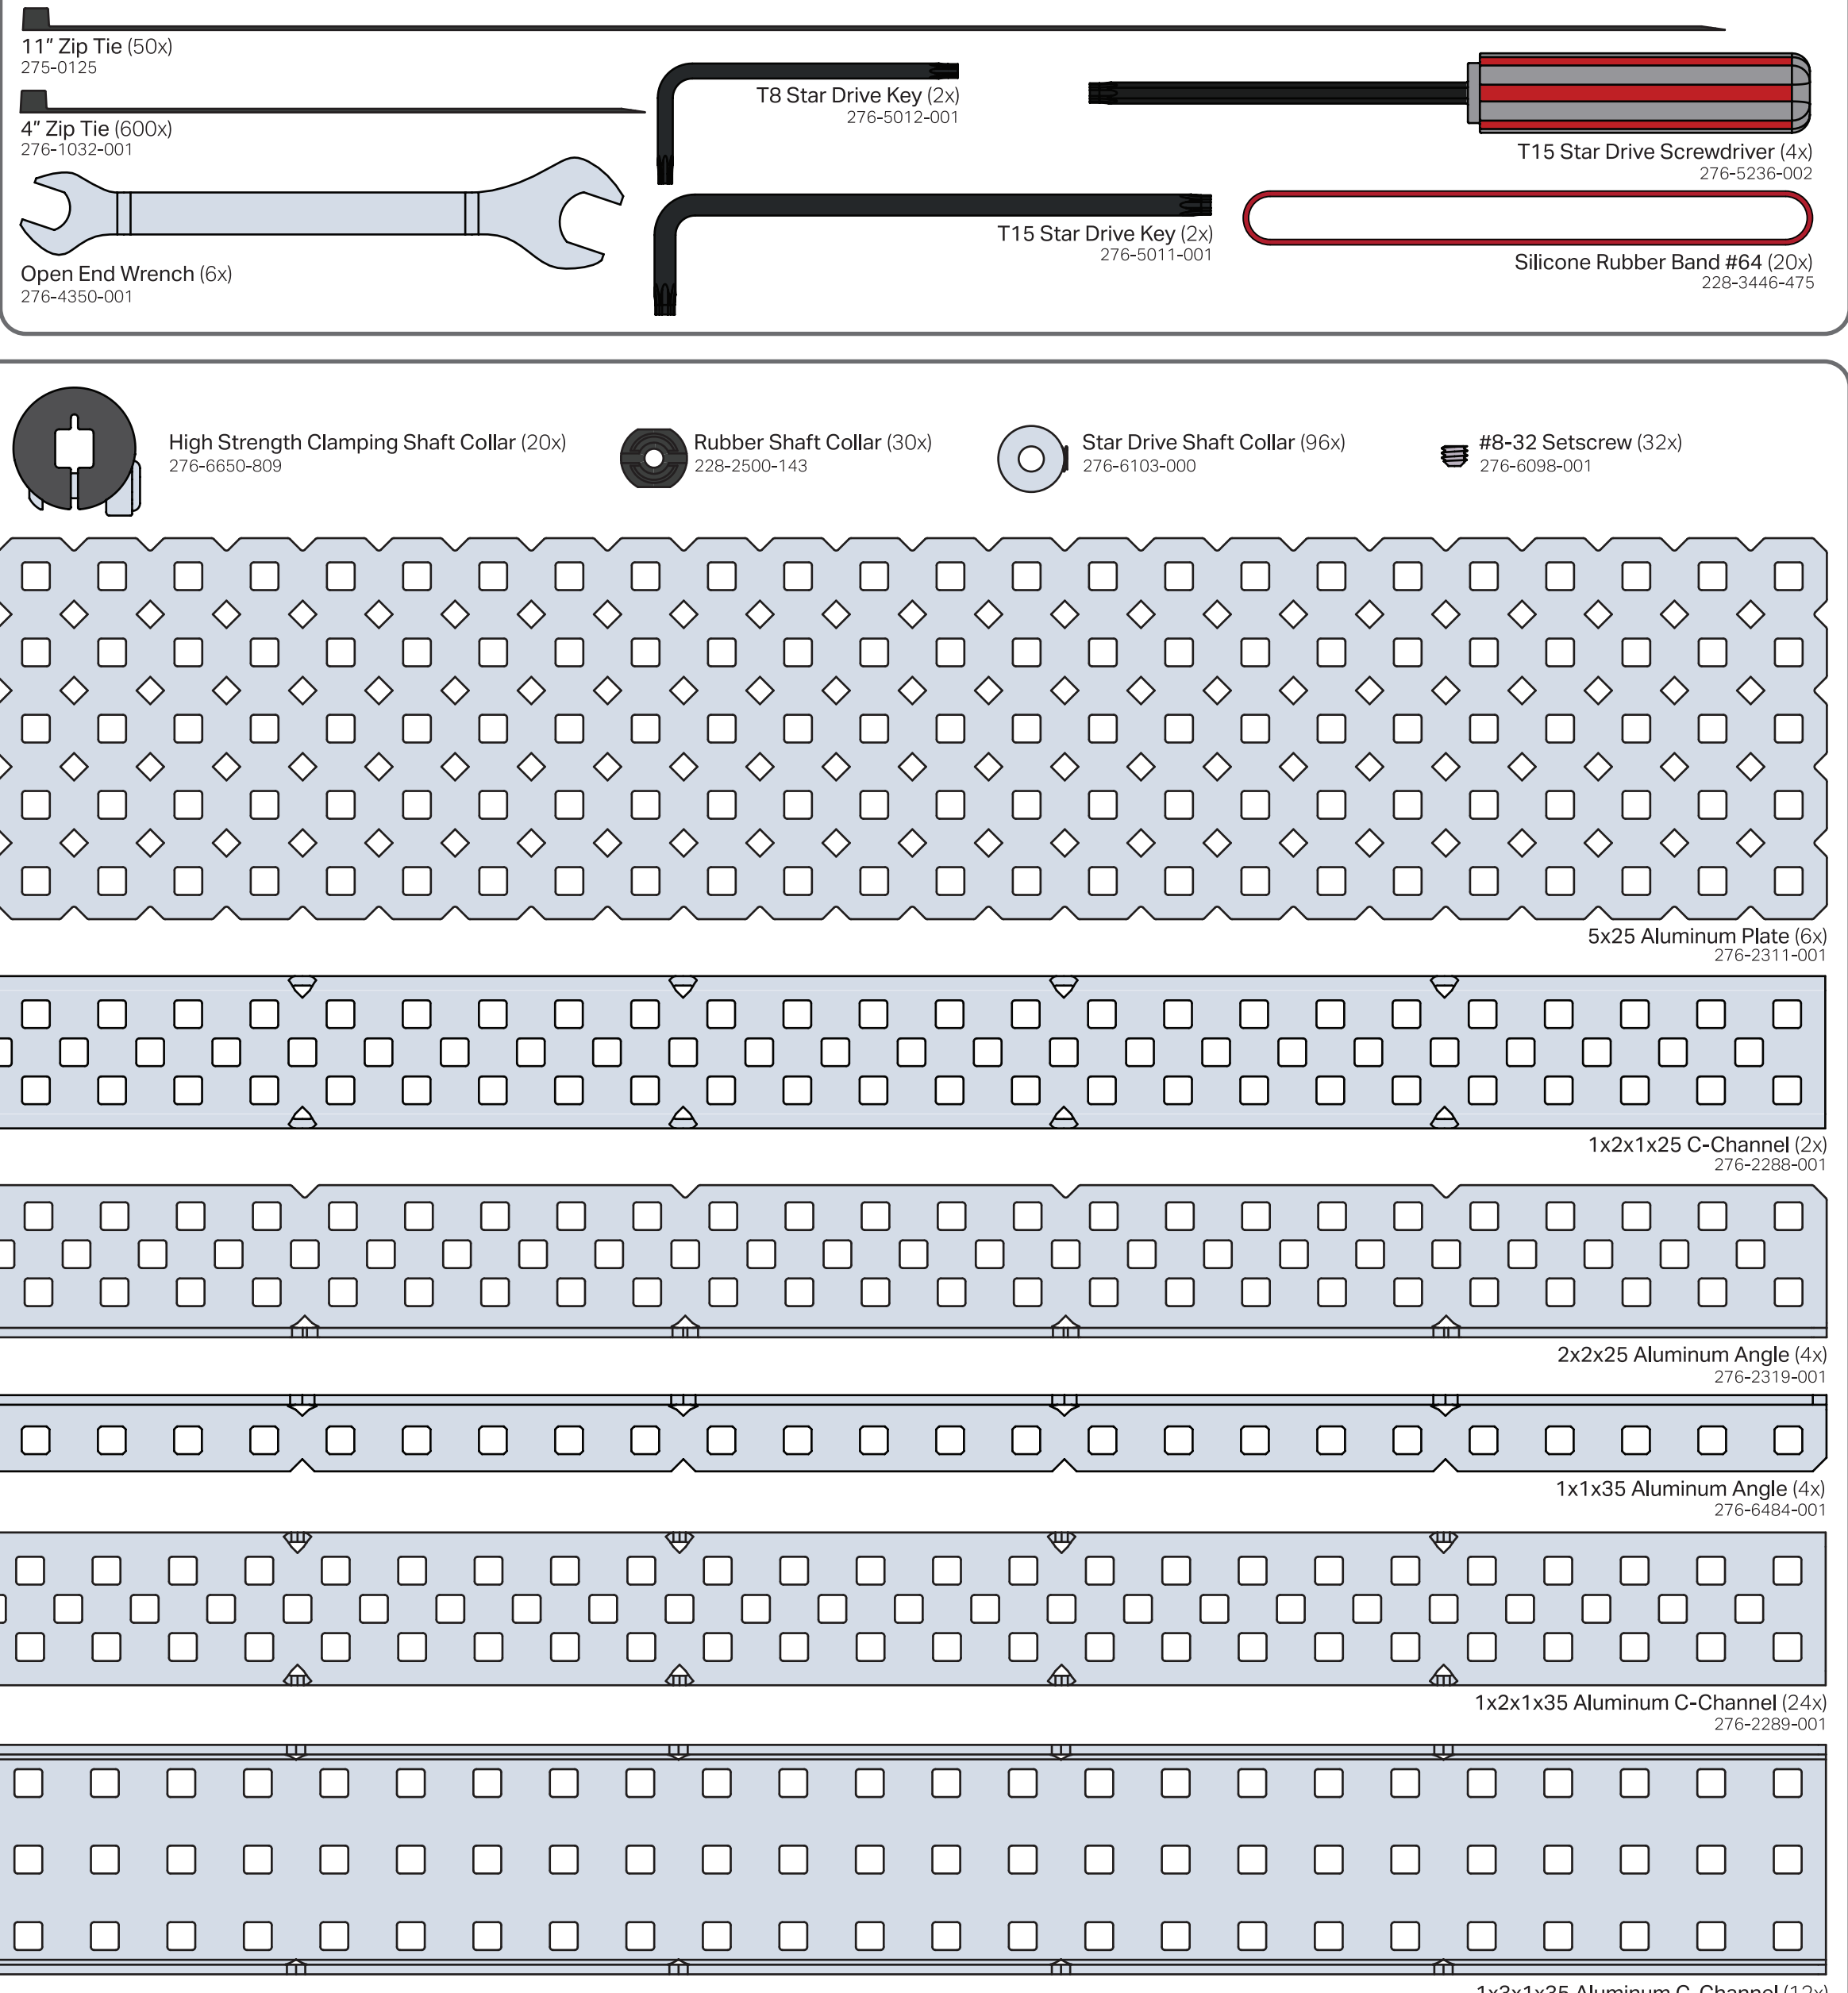 11" Zip Tie (50x)
275-0125
T8 Star Drive Key (2x)
276-5012-001
4" Zip Tie (600x)
276-1032-001
T15 Star Drive Screwdriver (4x)
276-5236-002
T15 Star Drive Key (2x)
276-5011-001
Open End Wrench (6x)
276-4350-001
Silicone Rubber Band #64 (20x)
228-3446-475
High Strength Clamping Shaft Collar (20x)
276-6650-809
Rubber Shaft Collar (30x)
228-2500-143
Star Drive Shaft Collar (96x)
276-6103-000
#8-32 Setscrew (32x)
276-6098-001
5x25 Aluminum Plate (6x)
276-2311-001
1x2x1x25 C-Channel (2x)
276-2288-001
2x2x25 Aluminum Angle (4x)
276-2319-001
1x1x35 Aluminum Angle (4x)
276-6484-001
1x2x1x35 Aluminum C-Channel (24x)
276-2289-001
1x3x1x35 Aluminum C-Channel (12x)